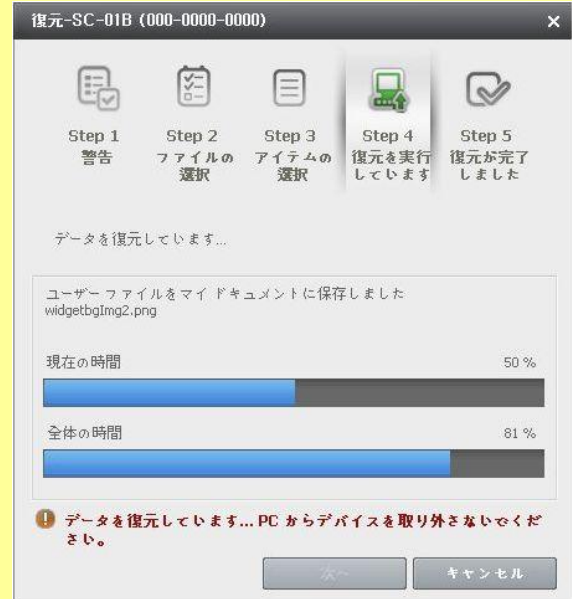 復元-SC-01B (000-0000-0000)
Step 1
警告
Step 2
ファイルの
選択
Step 3
アイテムの
選択
Step 4
復元を実行
しています
Step 5
復元が完了
しました
データを復元しています...
ユーザー ファイルをマイ ドキュメントに保存しました
widgetbgImg2.png
現在の時間 50 %
全体の時間 81 %
データを復元しています... PC からデバイスを取り外さないでくだ
さい。
次へ キャンセル